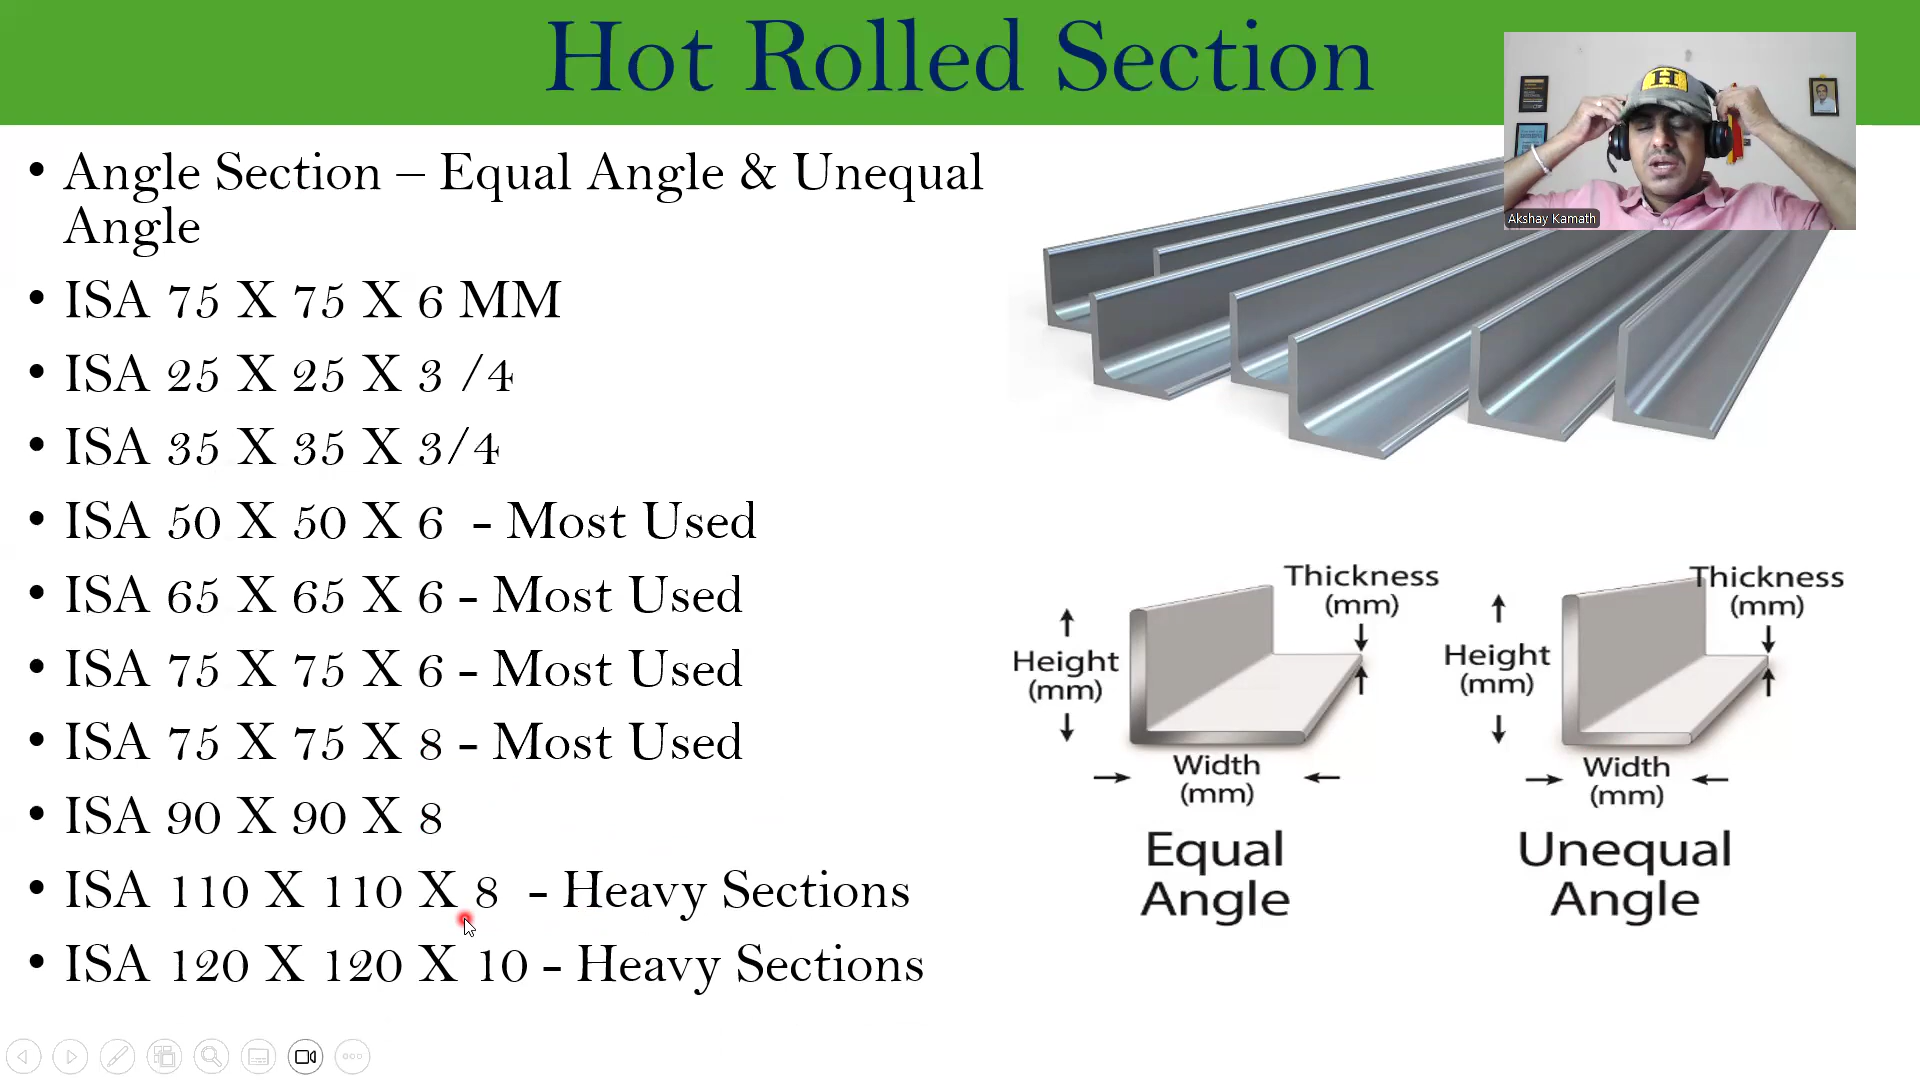 Hot Rolled Section
H
Akshay Kamath
• Angle Section – Equal Angle & Unequal
Angle
• ISA 75 X 75 X 6 MM
• ISA 25 X 25 X 3 /4
• ISA 35 X 35 X 3/4
• ISA 50 X 50 X 6 - Most Used
• ISA 65 X 65 X 6 - Most Used
• ISA 75 X 75 X 6 - Most Used
• ISA 75 X 75 X 8 - Most Used
• ISA 90 X 90 X 8
• ISA 110 X 110 X 8 - Heavy Sections
• ISA 120 X 120 X 10 - Heavy Sections
Thickness
(mm)
Height
(mm)
Width
(mm)
Equal
Angle
Thickness
(mm)
Height
(mm)
Width
(mm)
Unequal
Angle